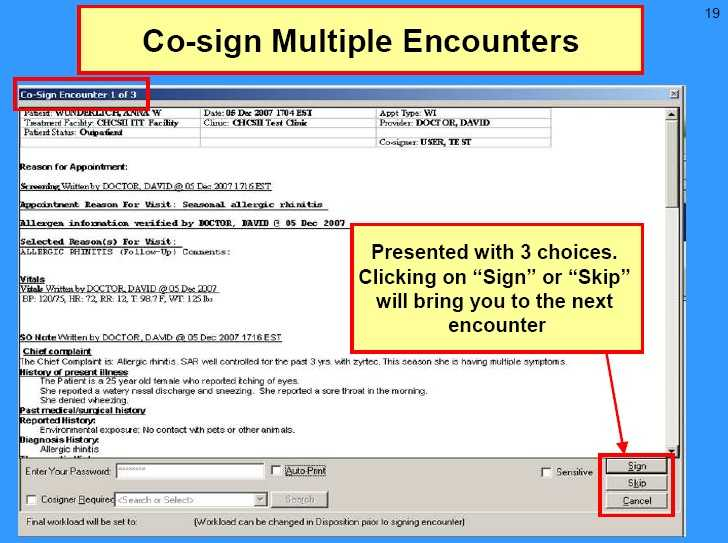 19
Co-sign Multiple Encounters
Co-Sign Encounter 1 of 3
Patient: WUNDERLICH, ANNA W Date: 05 Dec 2007 1704 EST Appt Type: WI
Treatment Facility: CHCSII ITT Facility Clinic: CHCSII Test Clinic Provider: DOCTOR, DAVID
Patient Status: Outpatient
Co-signer: USER, TEST
Reason for Appointment:
Screening Written by DOCTOR, DAVID @ 05 Dec 2007 1716 EST
Appointment Reason For Visit: Seasonal allergic rhinitis
Allergen information verified by DOCTOR, DAVID @ 05 Dec 2007
Selected Reason(s) For Visit:
ALLERGIC RHINITIS (Follow-Up) Comments:
Presented with 3 choices.
Clicking on “Sign” or “Skip”
will bring you to the next
encounter
Vitals
Vitals Written by DOCTOR, DAVID @ 05 Dec 2007
BP: 120/75, HR: 72, RR: 12, T: 98.7 F, WT: 125 lbs
SO Note Written by DOCTOR, DAVID @ 05 Dec 2007 1716 EST
Chief complaint
The Chief Complaint is: Allergic rhinitis. SAR well controlled for the past 3 yrs. with zyrtec. This season she is having multiple symptoms.
History of present illness
The Patient is a 25 year old female who reported itching of eyes.
She reported a watery nasal discharge and sneezing. She reported a sore throat in the morning.
She denied wheezing.
Past medical/surgical history
Reported History:
Environmental exposure: No contact with pets or other animals.
Diagnosis History:
Allergic rhinitis
Enter Your Password: ******** Auto-Print Sensitive Sign
Skip
Cosigner Required <Search or Select> Search Cancel
Final workload will be set to: (Workload can be changed in Disposition prior to signing encounter)